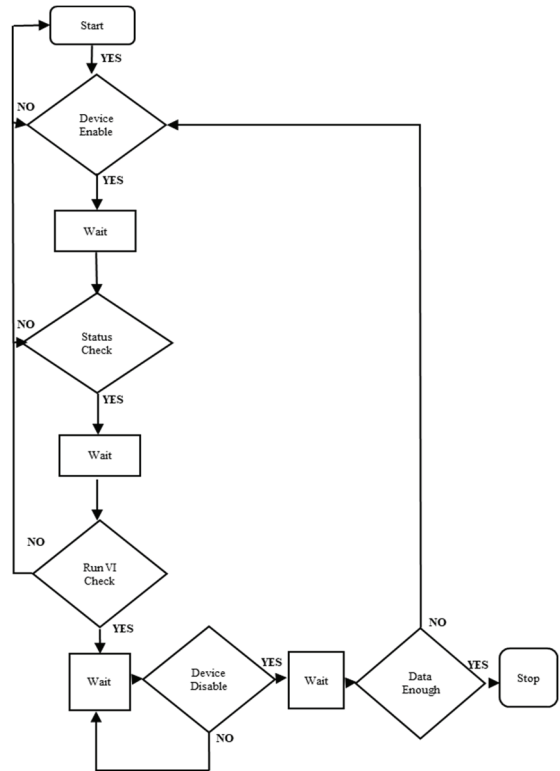 Start
YES
NO
Device
Enable
YES
Wait
NO
Status
Check
YES
Wait
NO
Run VI
Check
YES
Wait
Device
Disable
YES
NO
Wait
NO
Data
Enough
YES
Stop